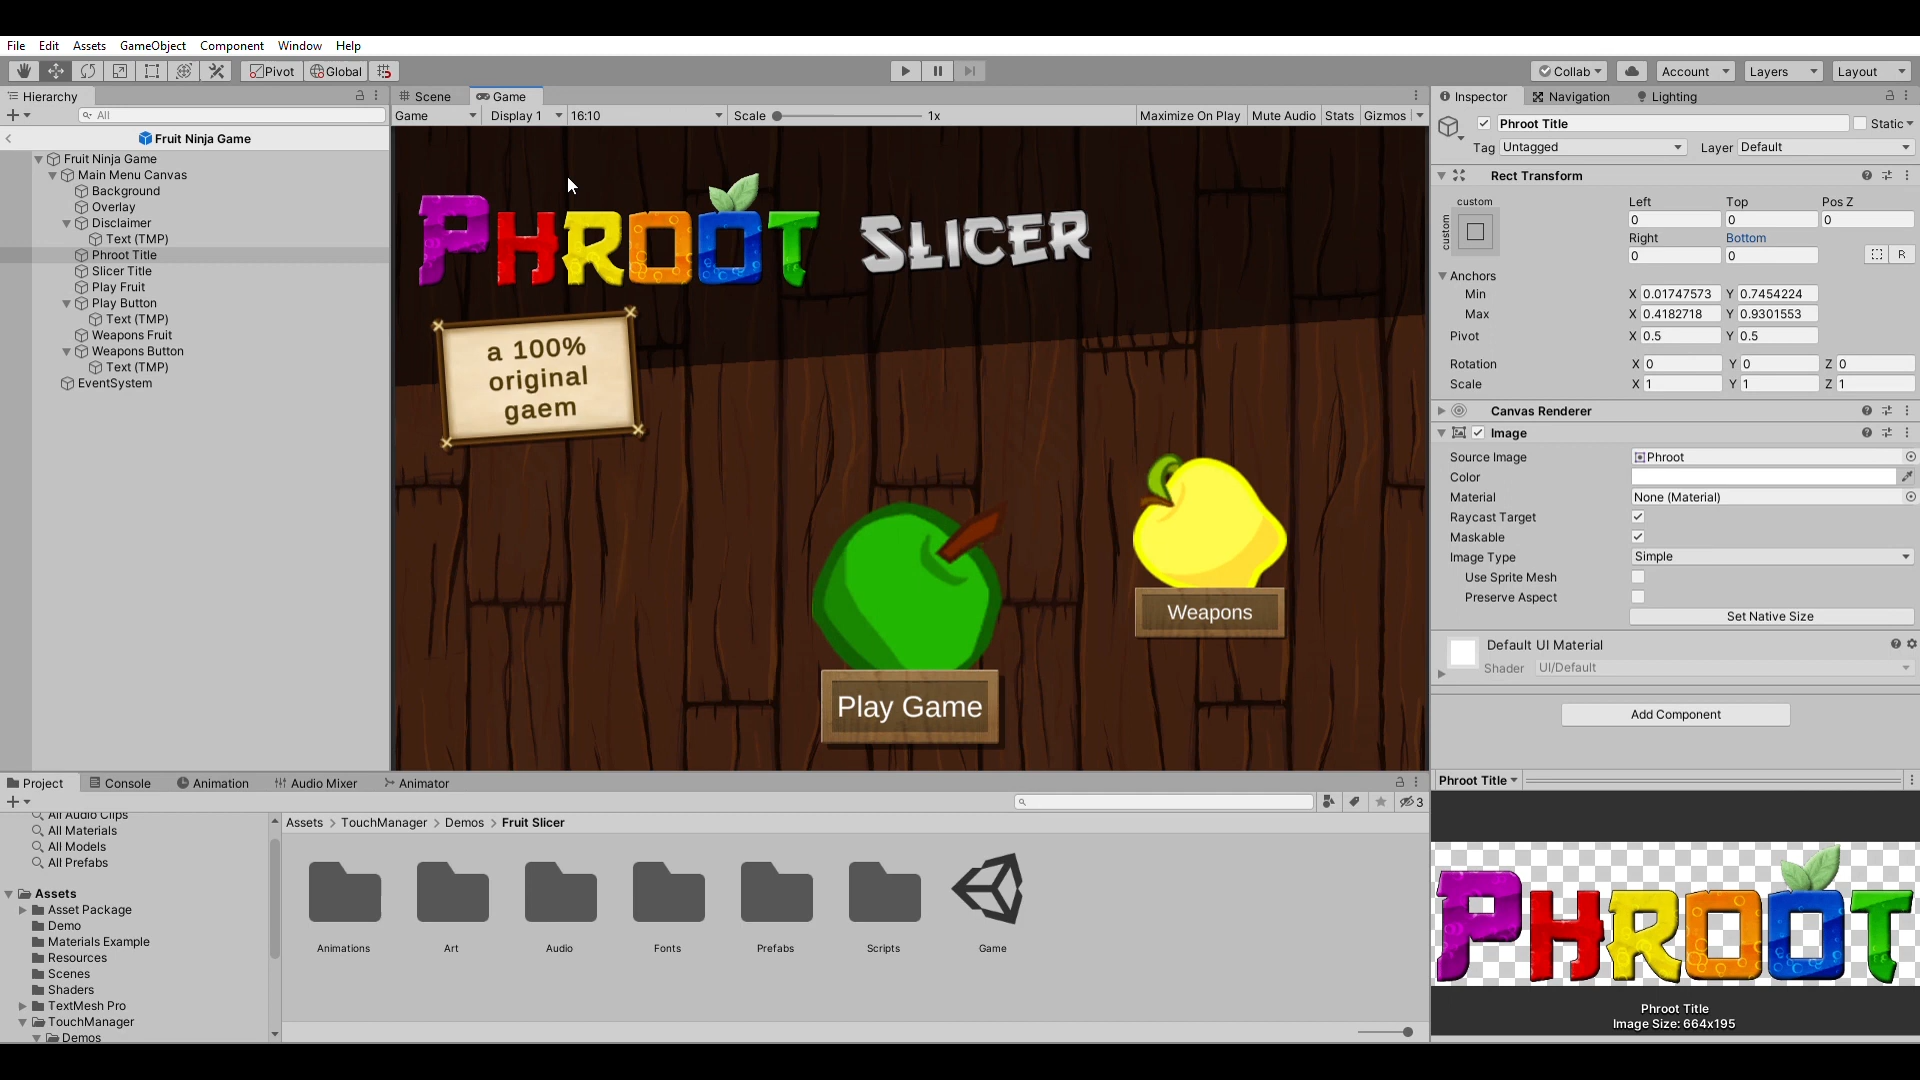 File Edit Assets GameObject Component Window Help
Pivot Global Collab Account Layers Layout
Hierarchy
All
Fruit Ninja Game
Fruit Ninja Game
Main Menu Canvas
Background
Overlay
Disclaimer
Text (TMP)
Phroot Title
Slicer Title
Play Fruit
Play Button
Text (TMP)
Weapons Fruit
Weapons Button
Text (TMP)
EventSystem
Scene Game
Game Display 1 16:10 Scale 1x Maximize On Play Mute Audio Stats Gizmos
PHROOT SLICER
a 100%
original
gaem
Weapons
Play Game
Inspector Navigation Lighting
Phroot Title Static
Tag Untagged Layer Default
Rect Transform
custom Left Top Pos Z
custom 0 0 0
Right Bottom
0 0 R
Anchors
Min X 0.01747573 Y 0.7454224
Max X 0.4182718 Y 0.9301553
Pivot X 0.5 Y 0.5
Rotation X 0 Y 0 Z 0
Scale X 1 Y 1 Z 1
Canvas Renderer
Image
Source Image Phroot
Color
Material None (Material)
Raycast Target
Maskable
Image Type Simple
Use Sprite Mesh
Preserve Aspect
Set Native Size
Default UI Material
Shader UI/Default
Add Component
Project Console Animation Audio Mixer Animator
3
All Audio Clips
All Materials
All Models
All Prefabs
Assets
Asset Package
Demo
Materials Example
Resources
Scenes
Shaders
TextMesh Pro
TouchManager
Demos
Assets > TouchManager > Demos > Fruit Slicer
Animations Art Audio Fonts Prefabs Scripts Game
Phroot Title
PHROOT
Phroot Title
Image Size: 664x195